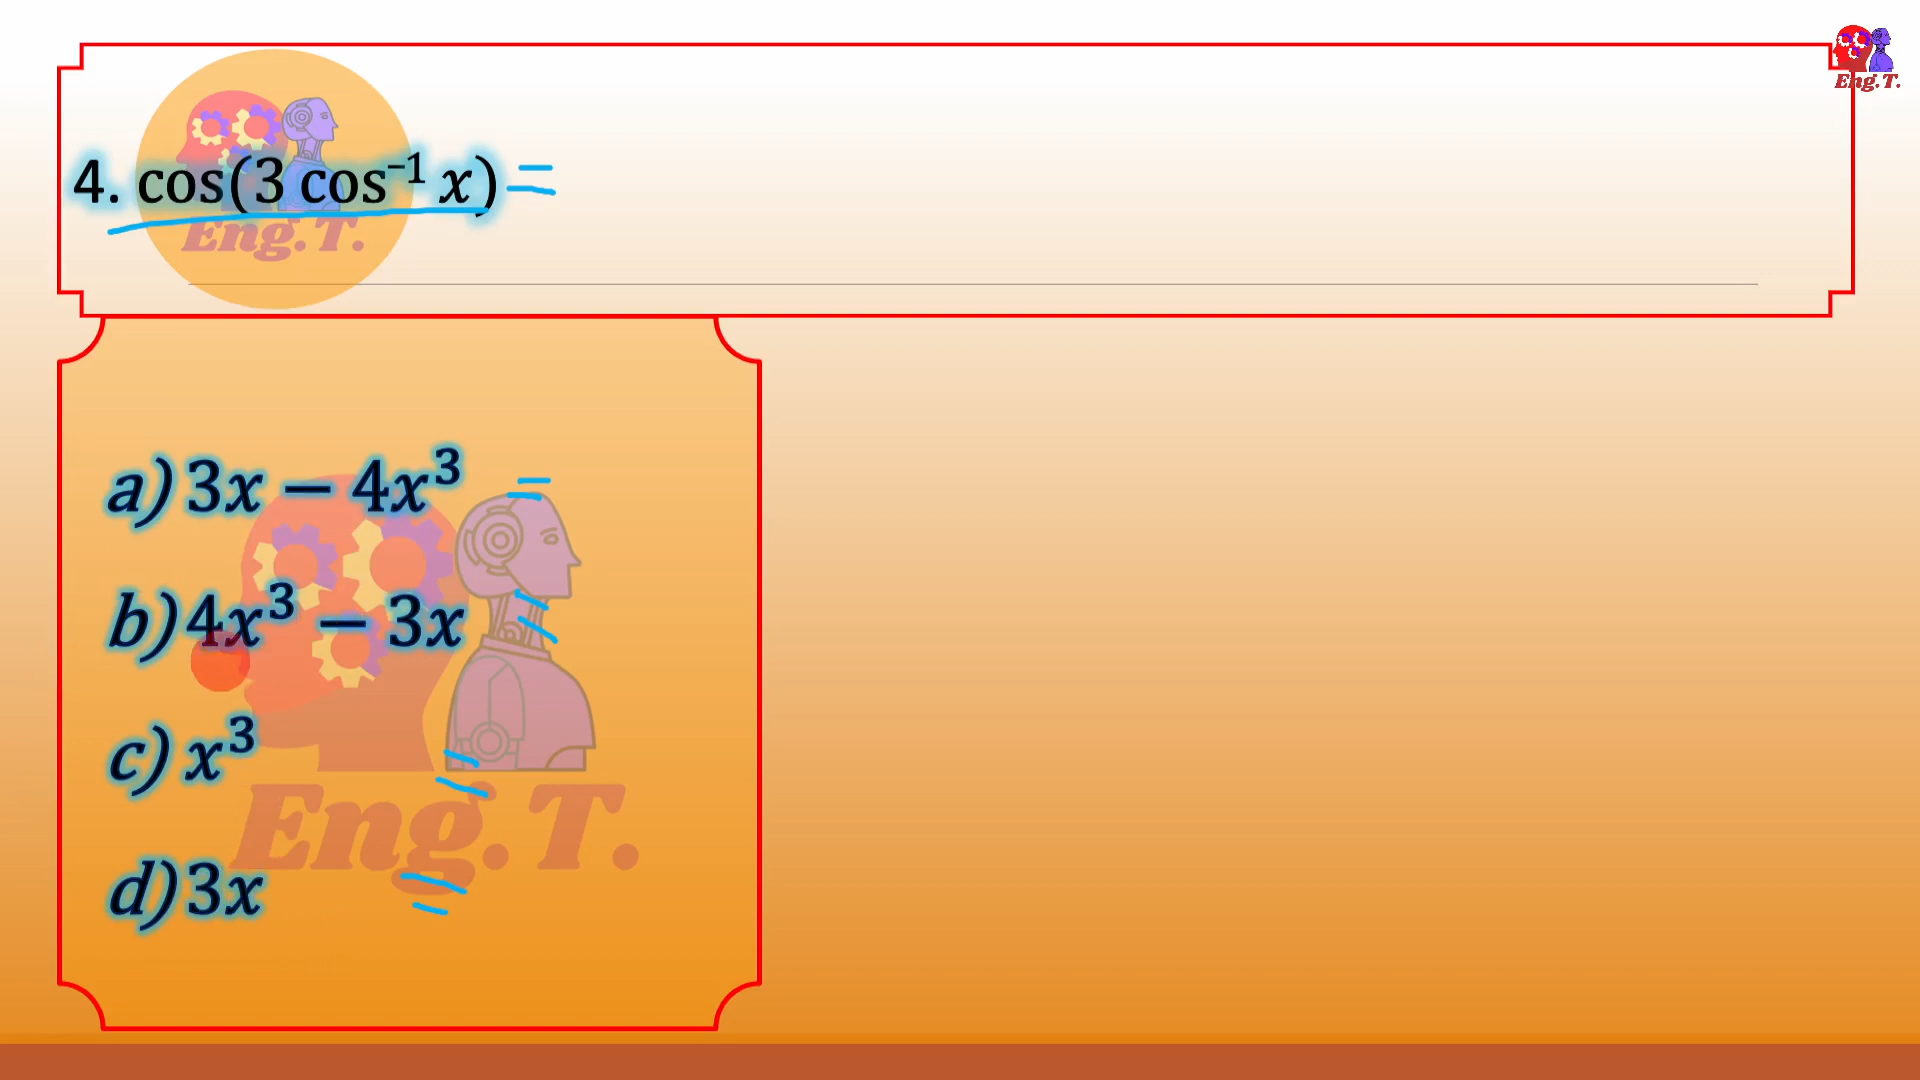 Eng.T.
4. cos(3 cos⁻¹ x) =
Eng.T.
a) 3x − 4x³ =
b) 4x³ − 3x =
c) x³ =
Eng.T.
d) 3x =